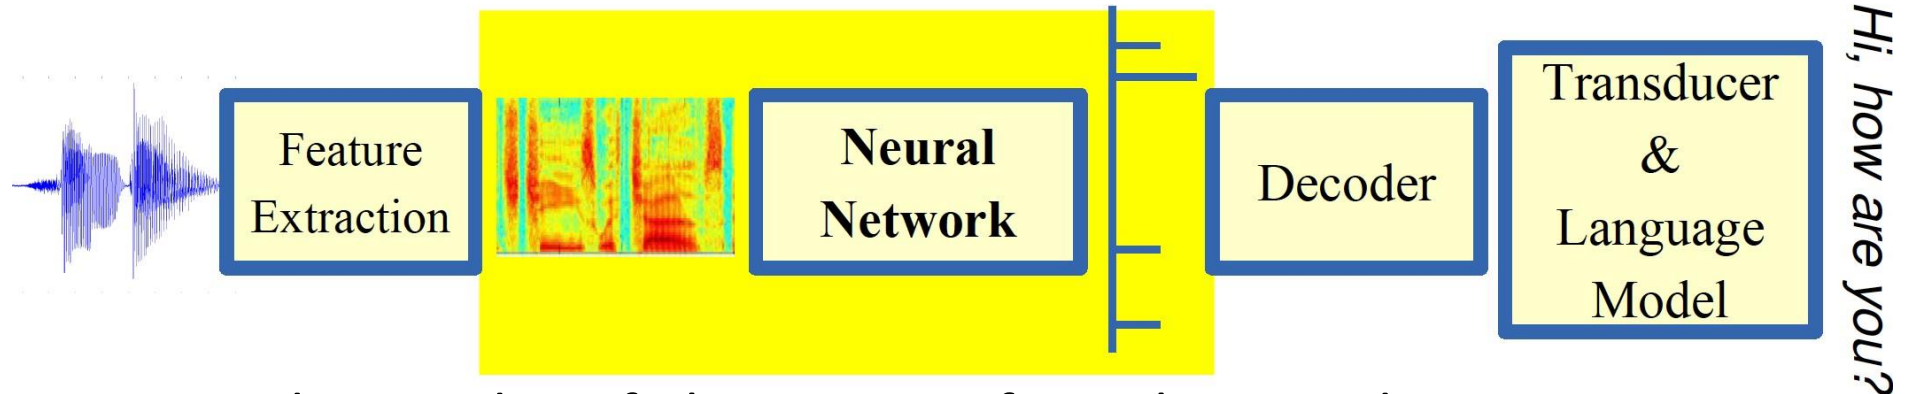 Feature
Extraction
Neural
Network
Decoder
Transducer
&
Language
Model
Hi, how are you?